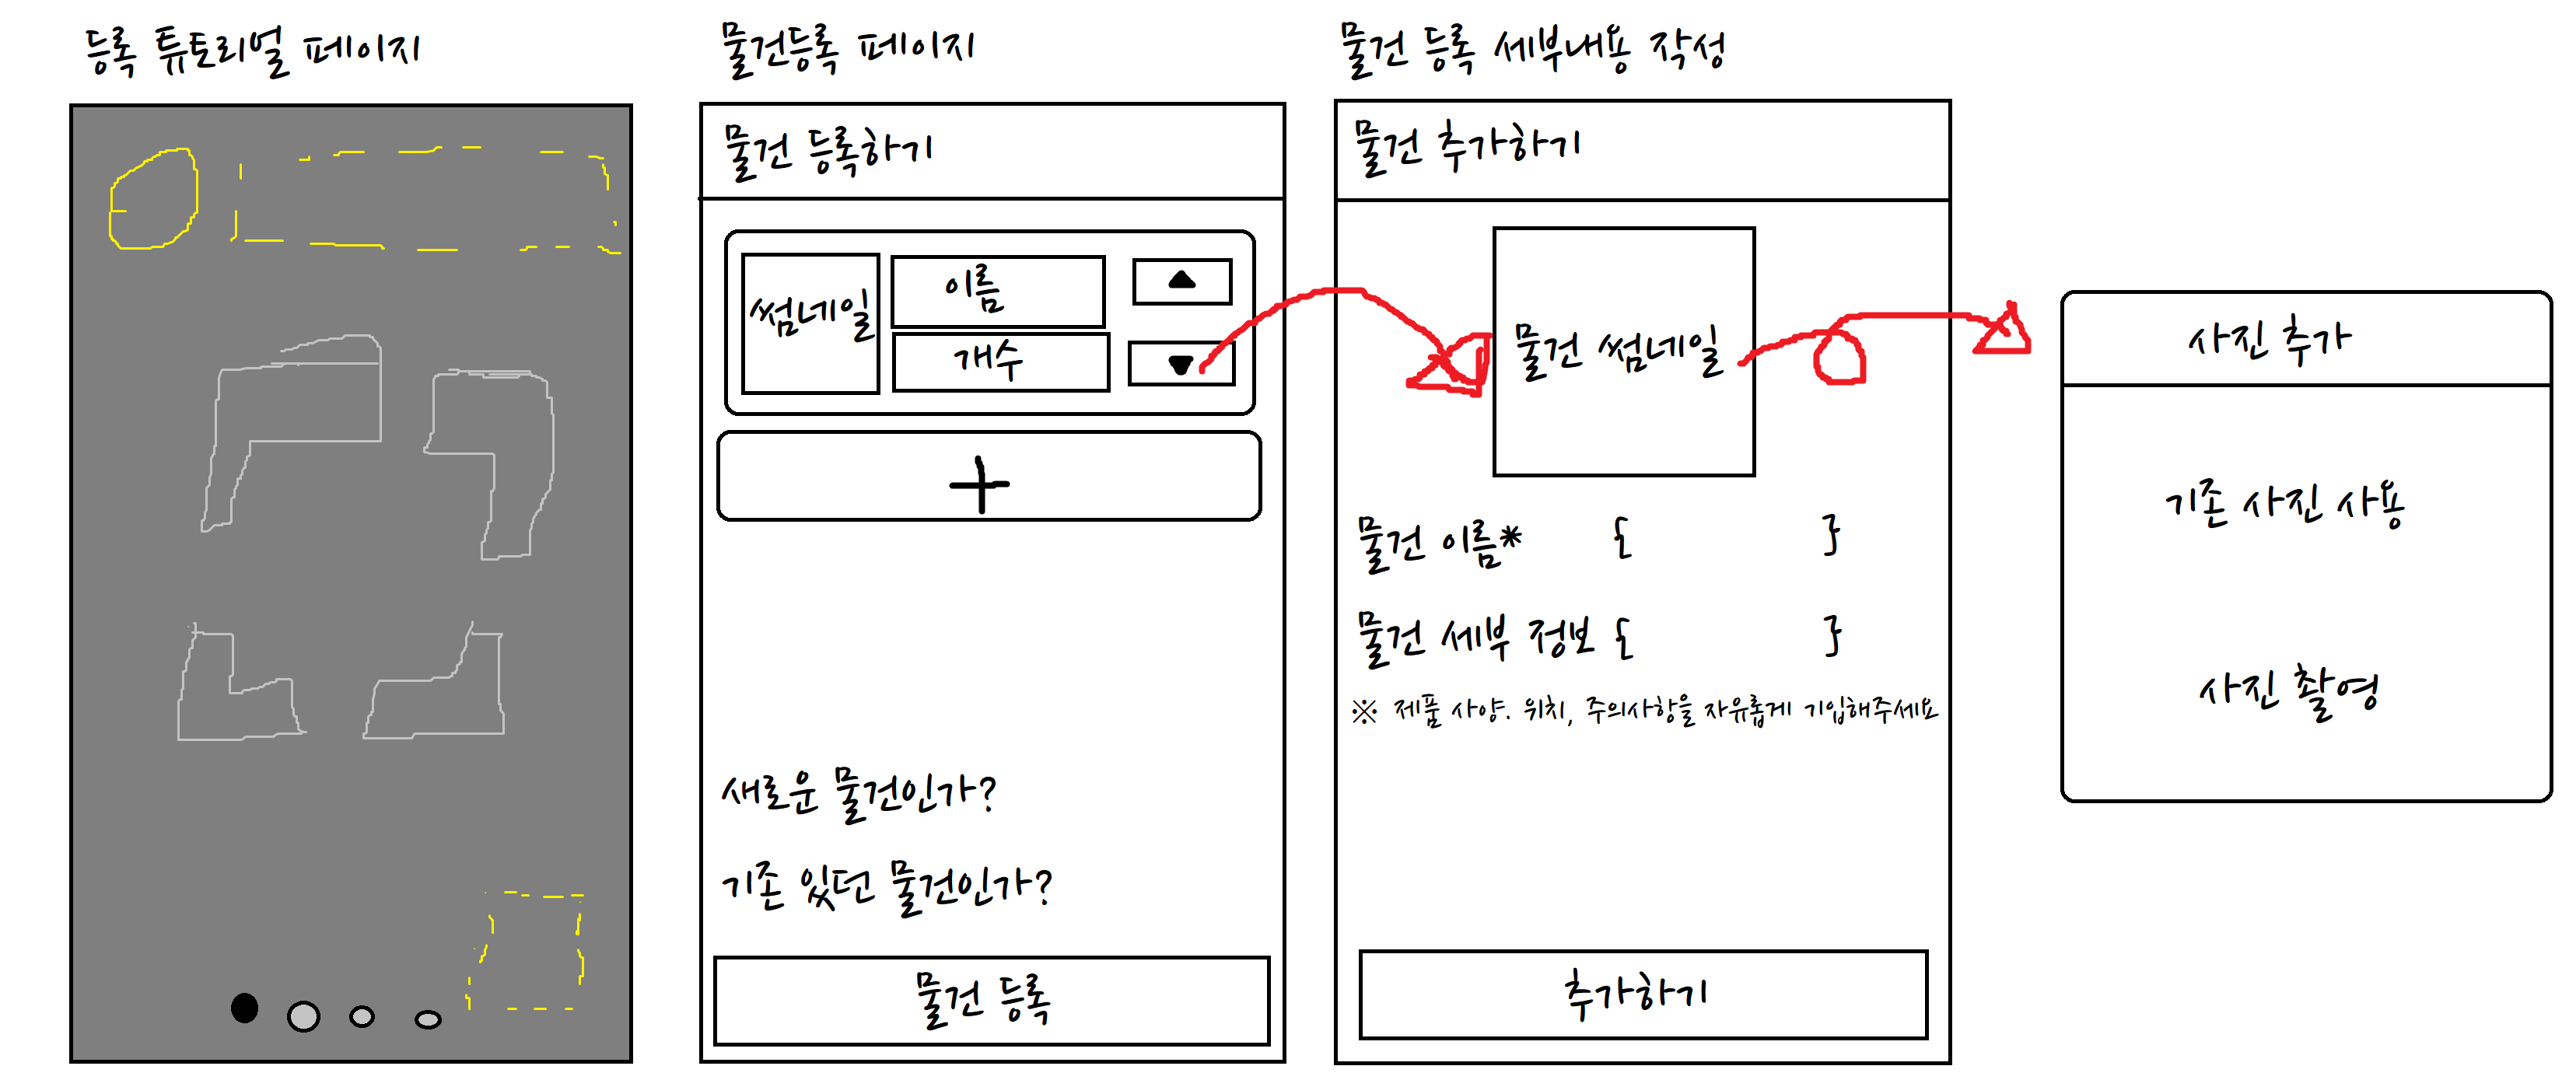 등록 튜토리얼 페이지
물건등록 페이지
물건 등록하기
썸네일
이름
개수
▲
▼
+
새로운 물건인가?
기존 있던 물건인가?
물건 등록
물건 등록 세부내용 작성
물건 추가하기
물건 썸네일
물건 이름* { }
물건 세부 정보 { }
※ 제품 사양. 위치, 주의사항을 자유롭게 기입해주세요
추가하기
사진 추가
기존 사진 사용
사진 촬영